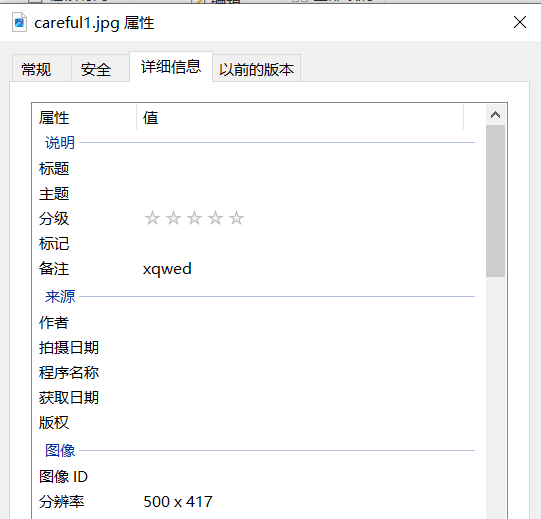 careful1.jpg 属性
常规 安全 详细信息 以前的版本
属性 值
说明
标题
主题
分级 ☆☆☆☆☆
标记
备注 xqwed
来源
作者
拍摄日期
程序名称
获取日期
版权
图像
图像 ID
分辨率 500 x 417